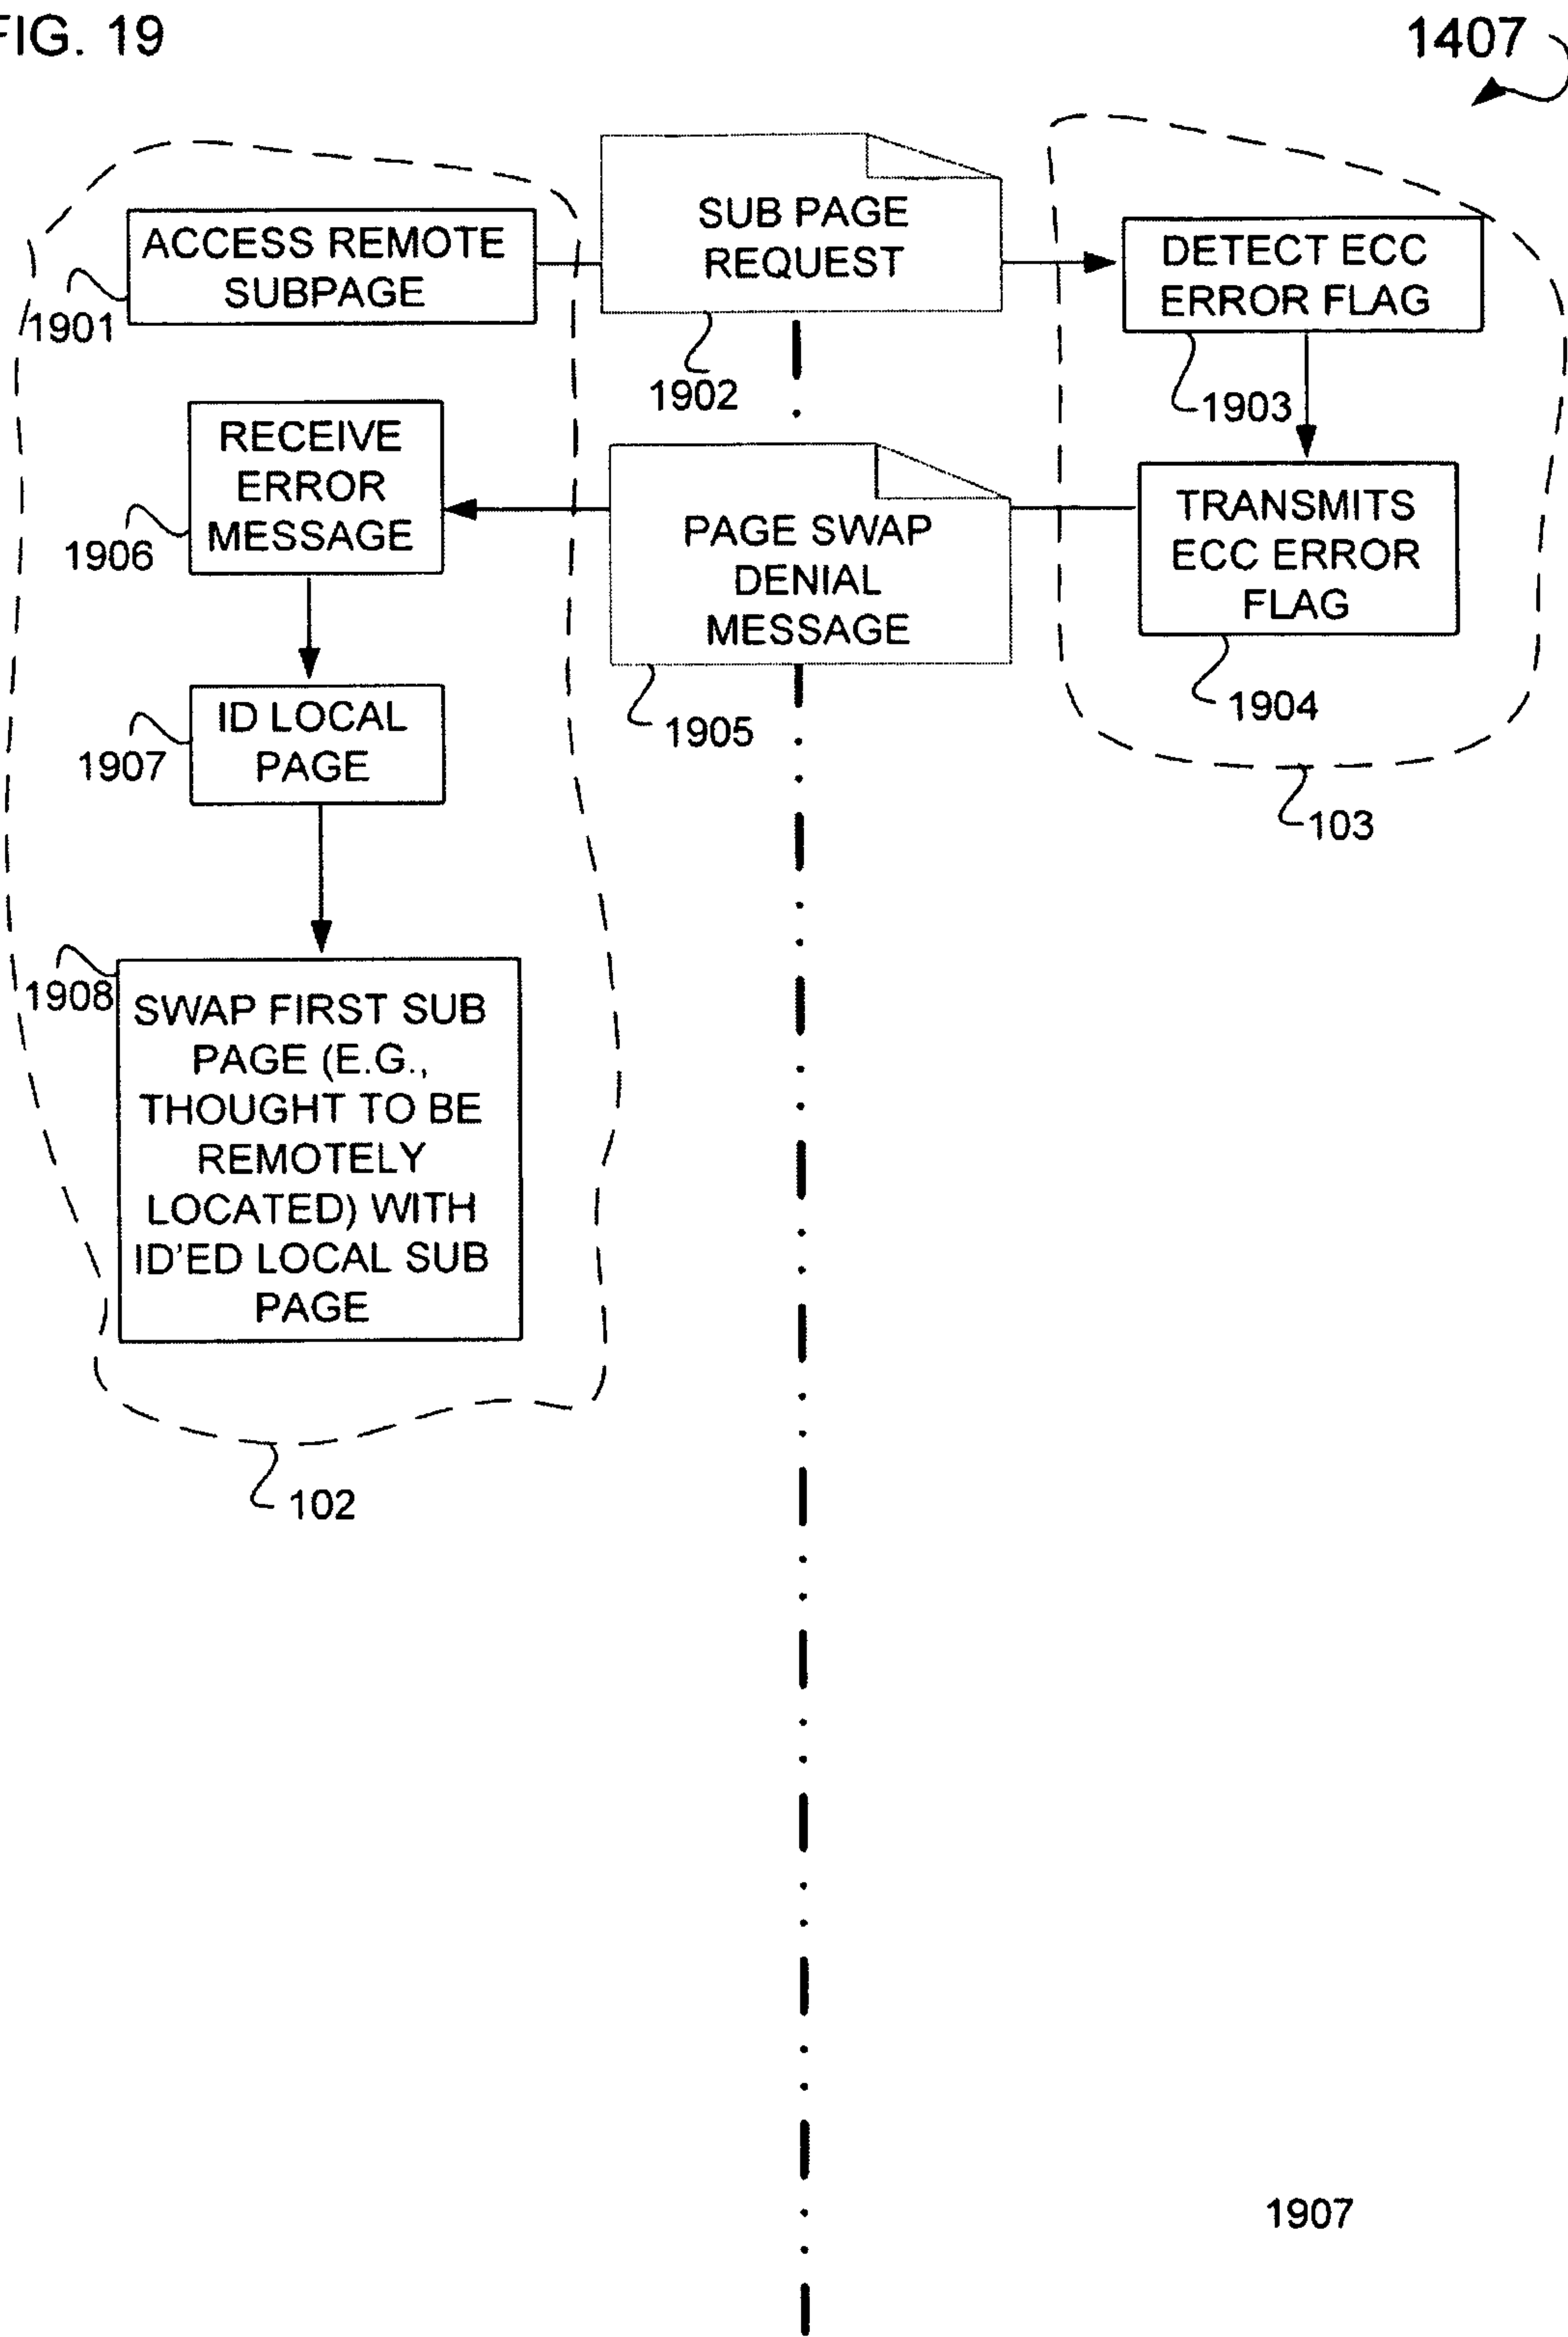 FIG. 19
1407
ACCESS REMOTE
SUBPAGE
1901
SUB PAGE
REQUEST
1902
DETECT ECC
ERROR FLAG
1903
RECEIVE
ERROR
MESSAGE
1906
PAGE SWAP
DENIAL
MESSAGE
1905
TRANSMITS
ECC ERROR
FLAG
1904
103
ID LOCAL
PAGE
1907
1908
SWAP FIRST SUB
PAGE (E.G.,
THOUGHT TO BE
REMOTELY
LOCATED) WITH
ID'ED LOCAL SUB
PAGE
102
1907